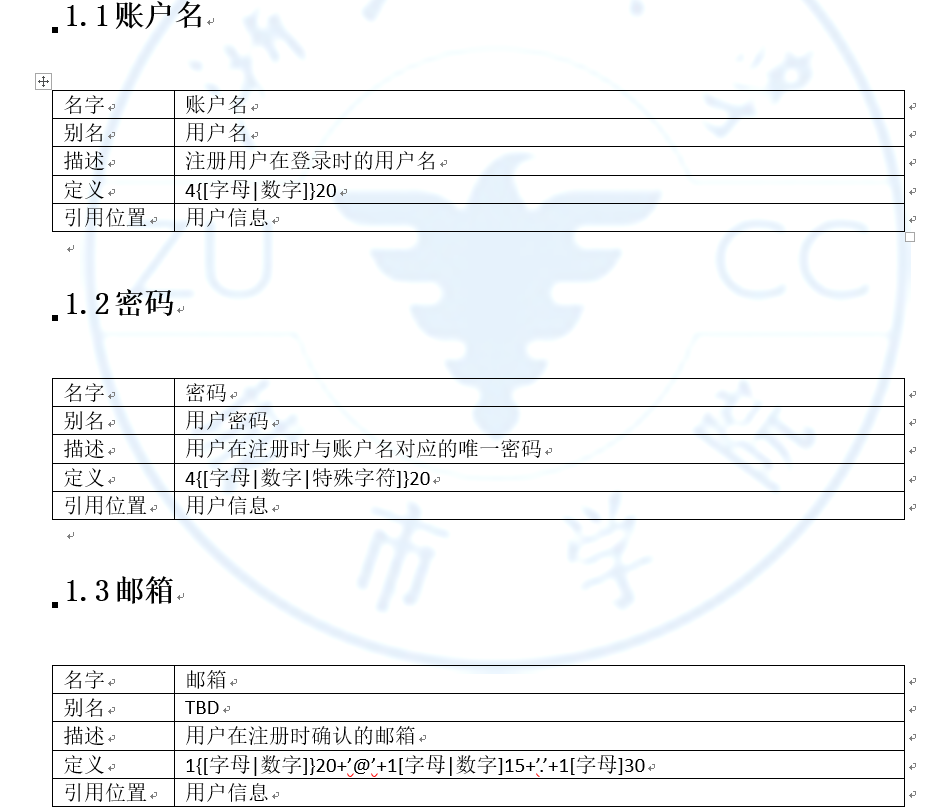 1.1账户名
名字 账户名
别名 用户名
描述 注册用户在登录时的用户名
定义 4{[字母|数字]}20
引用位置 用户信息
ZU CC
1.2密码
名字 密码
别名 用户密码
描述 用户在注册时与账户名对应的唯一密码
定义 4{[字母|数字|特殊字符]}20
引用位置 用户信息
市学院
1.3邮箱
名字 邮箱
别名 TBD
描述 用户在注册时确认的邮箱
定义 1{[字母|数字]}20+’@’+1[字母|数字]15+’.’+1[字母]30
引用位置 用户信息